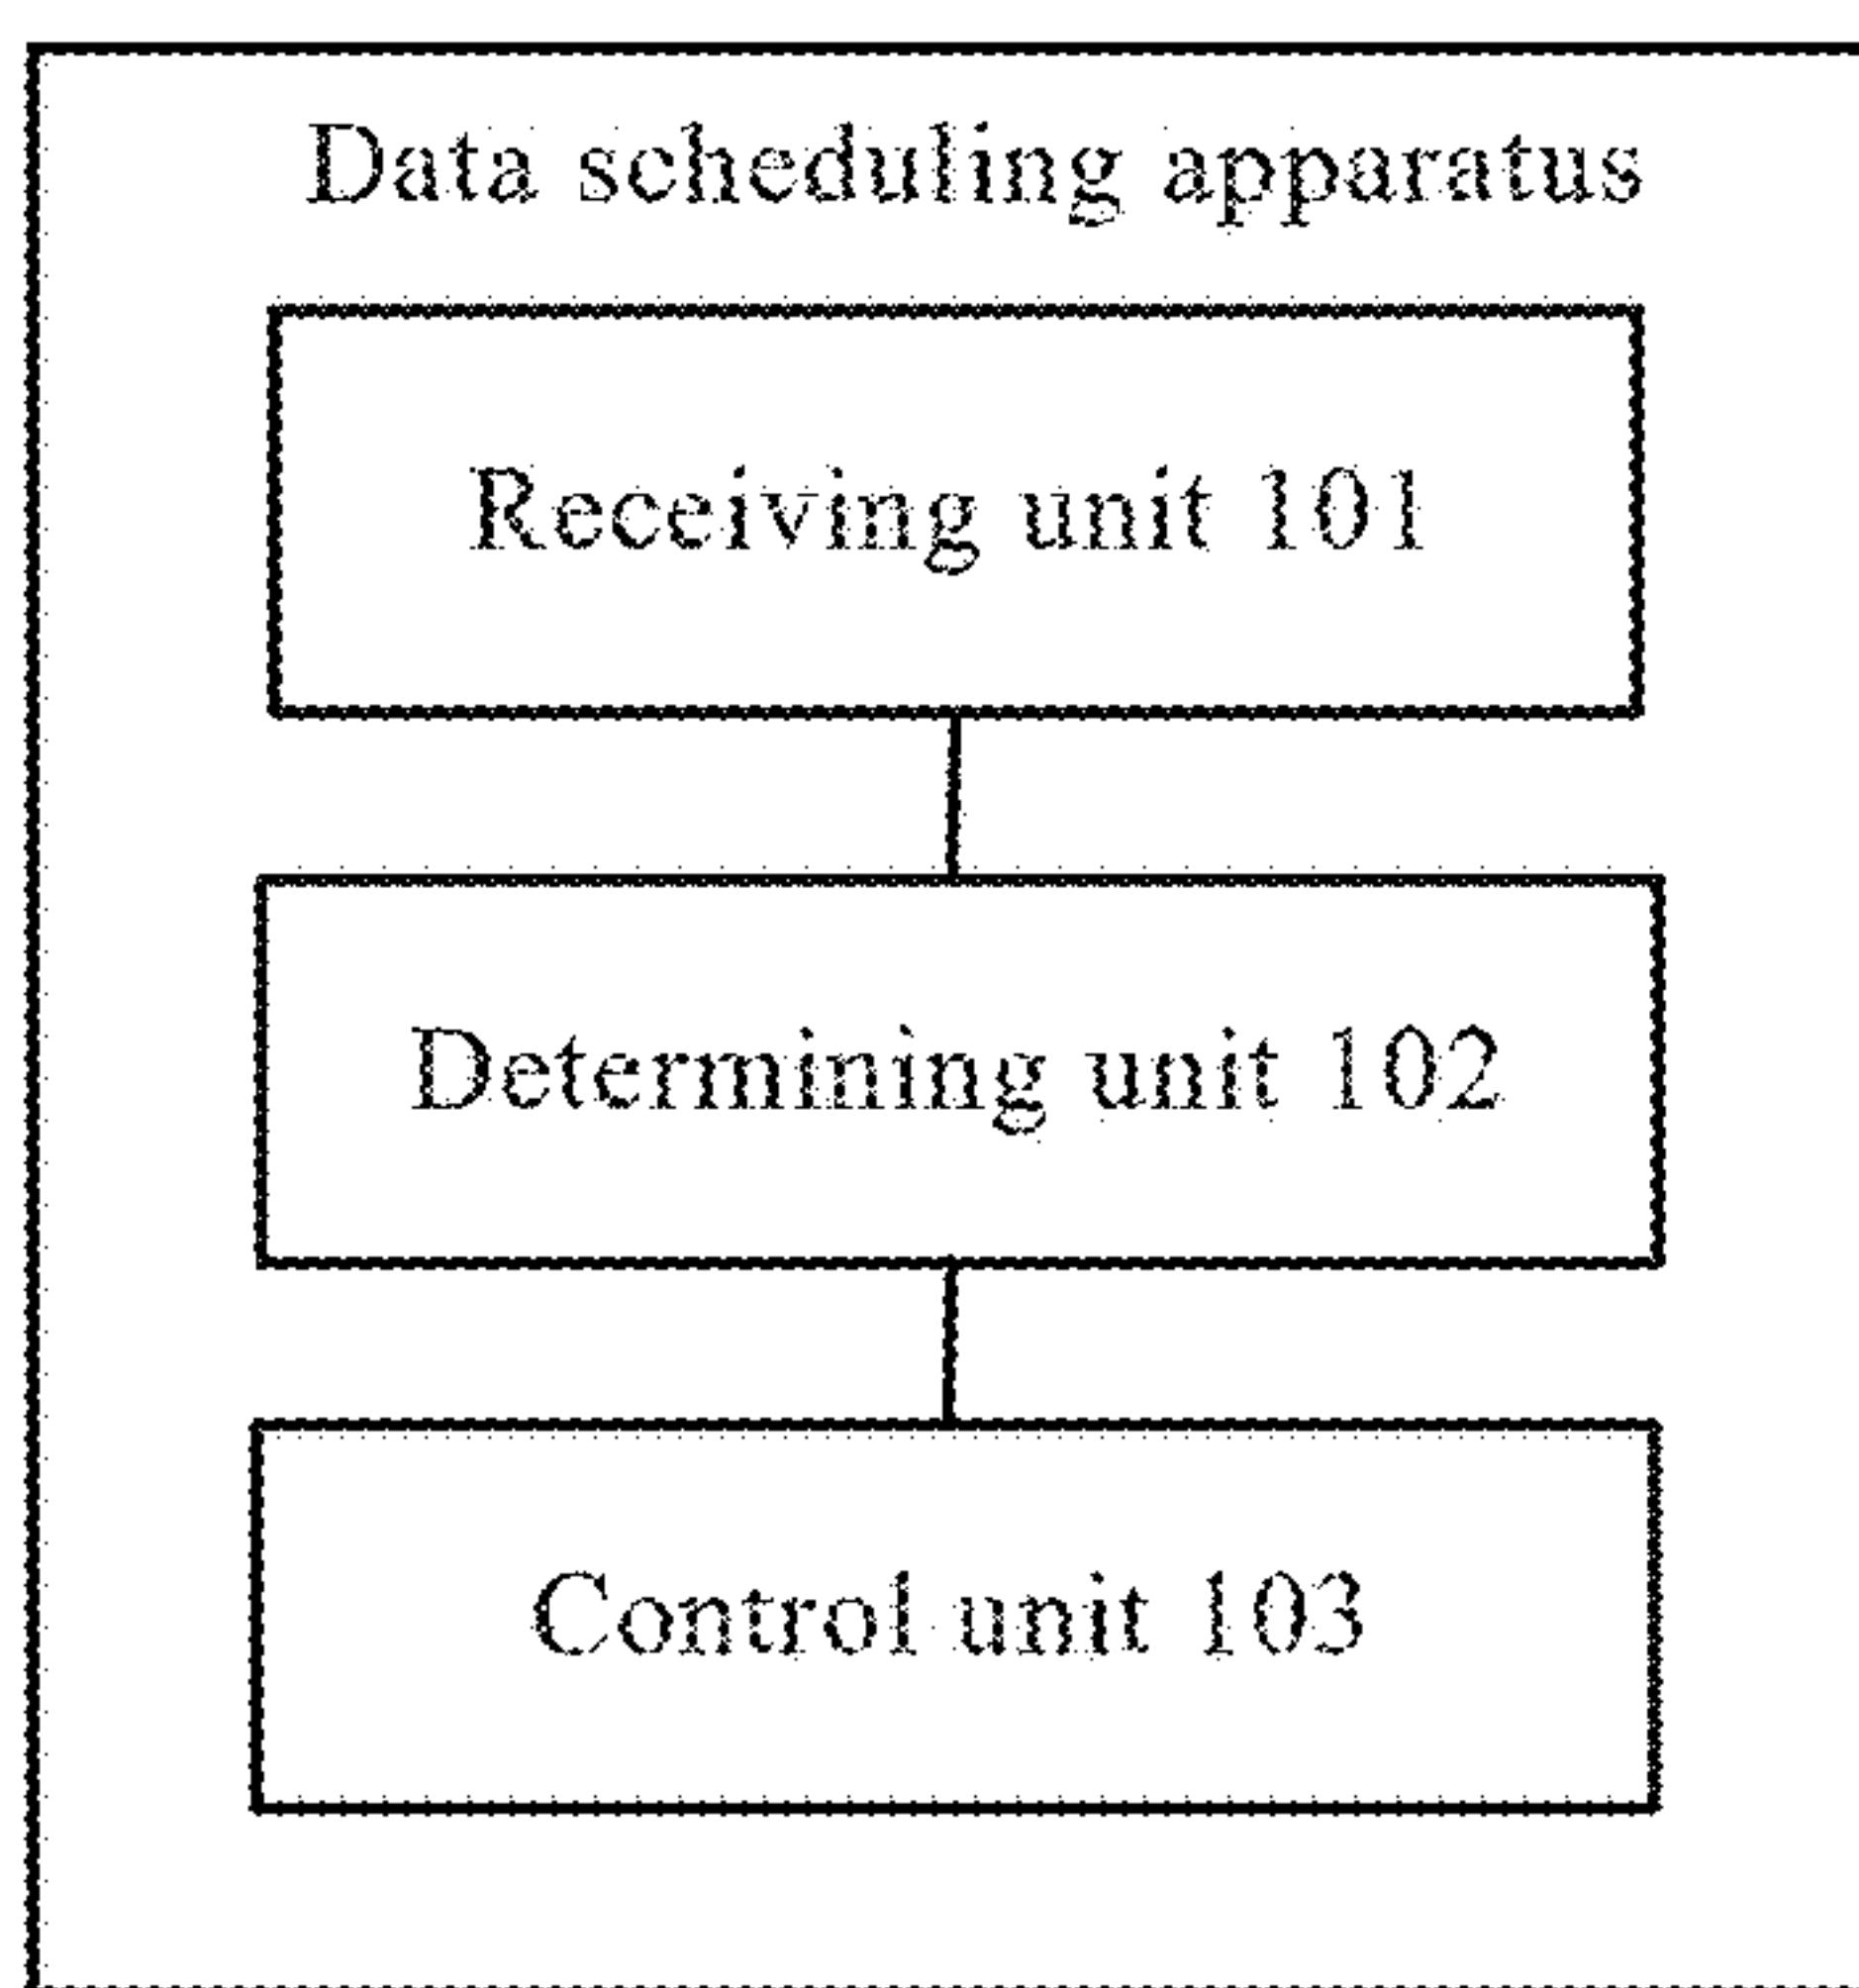 Data scheduling apparatus
Receiving unit 101
Determining unit 102
Control unit 103